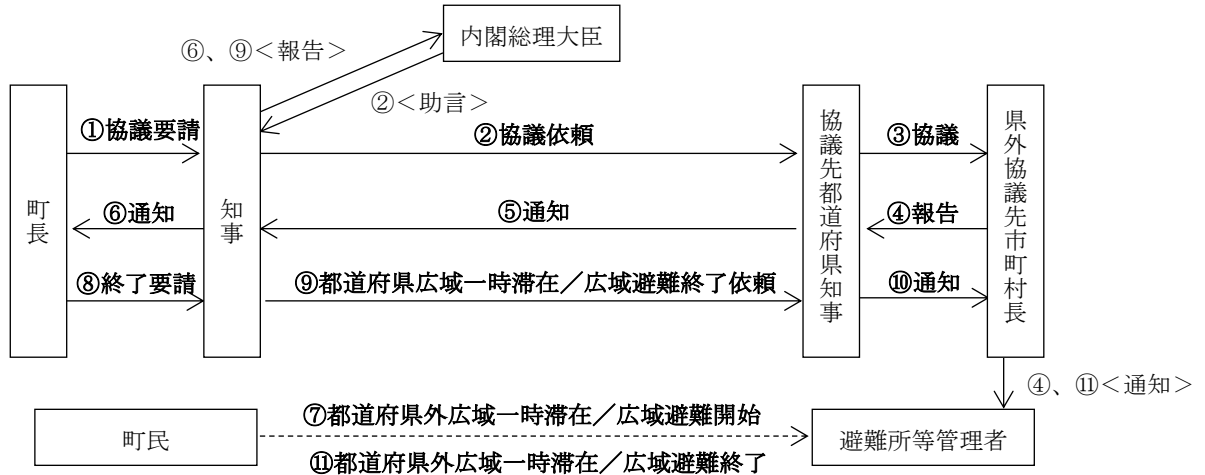 内閣総理大臣
⑥、⑨＜報告＞
②＜助言＞
町長
①協議要請
知事
②協議依頼
協議先都道府県知事
③協議
県外協議先市町村長
⑥通知
⑤通知
④報告
⑧終了要請
⑨都道府県広域一時滞在／広域避難終了依頼
⑩通知
④、⑪＜通知＞
町民
⑦都道府県外広域一時滞在／広域避難開始
⑪都道府県外広域一時滞在／広域避難終了
避難所等管理者